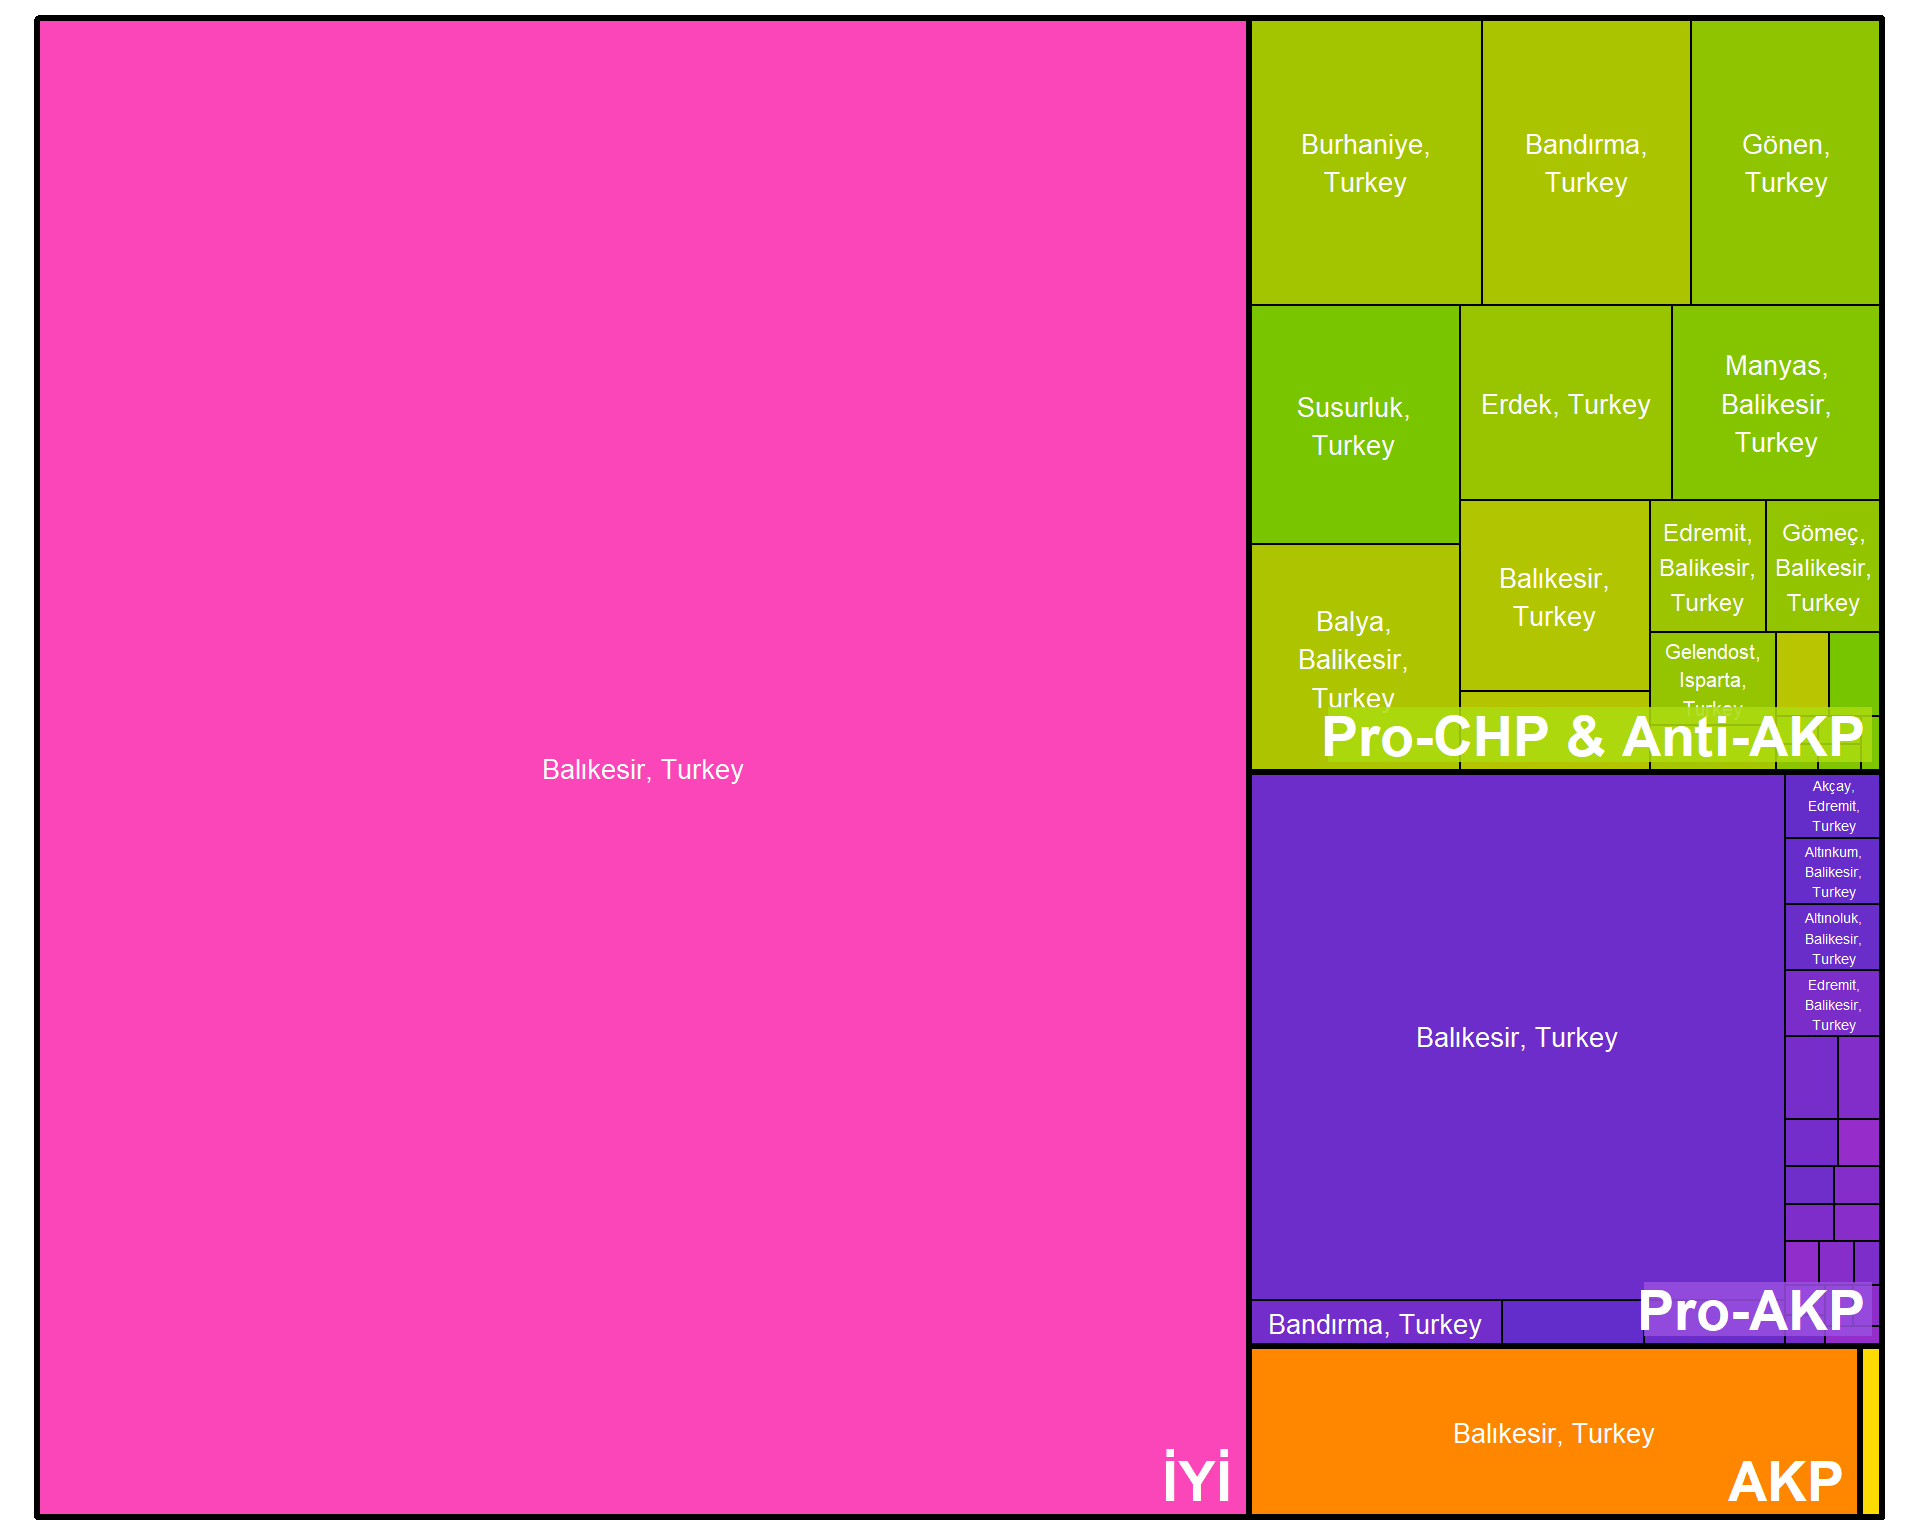 Balıkesir, Turkey
İYİ
Burhaniye,
Turkey
Bandırma,
Turkey
Gönen,
Turkey
Susurluk,
Turkey
Erdek, Turkey
Manyas,
Balikesir,
Turkey
Balya,
Balikesir,
Turkey
Balıkesir,
Turkey
Edremit,
Balikesir,
Turkey
Gömeç,
Balikesir,
Turkey
Gelendost,
Isparta,
Turkey
Pro-CHP & Anti-AKP
Balıkesir, Turkey
Akçay,
Edremit,
Turkey
Altınkum,
Balikesir,
Turkey
Altınoluk,
Balikesir,
Turkey
Edremit,
Balikesir,
Turkey
Bandırma, Turkey
Pro-AKP
Balıkesir, Turkey
AKP